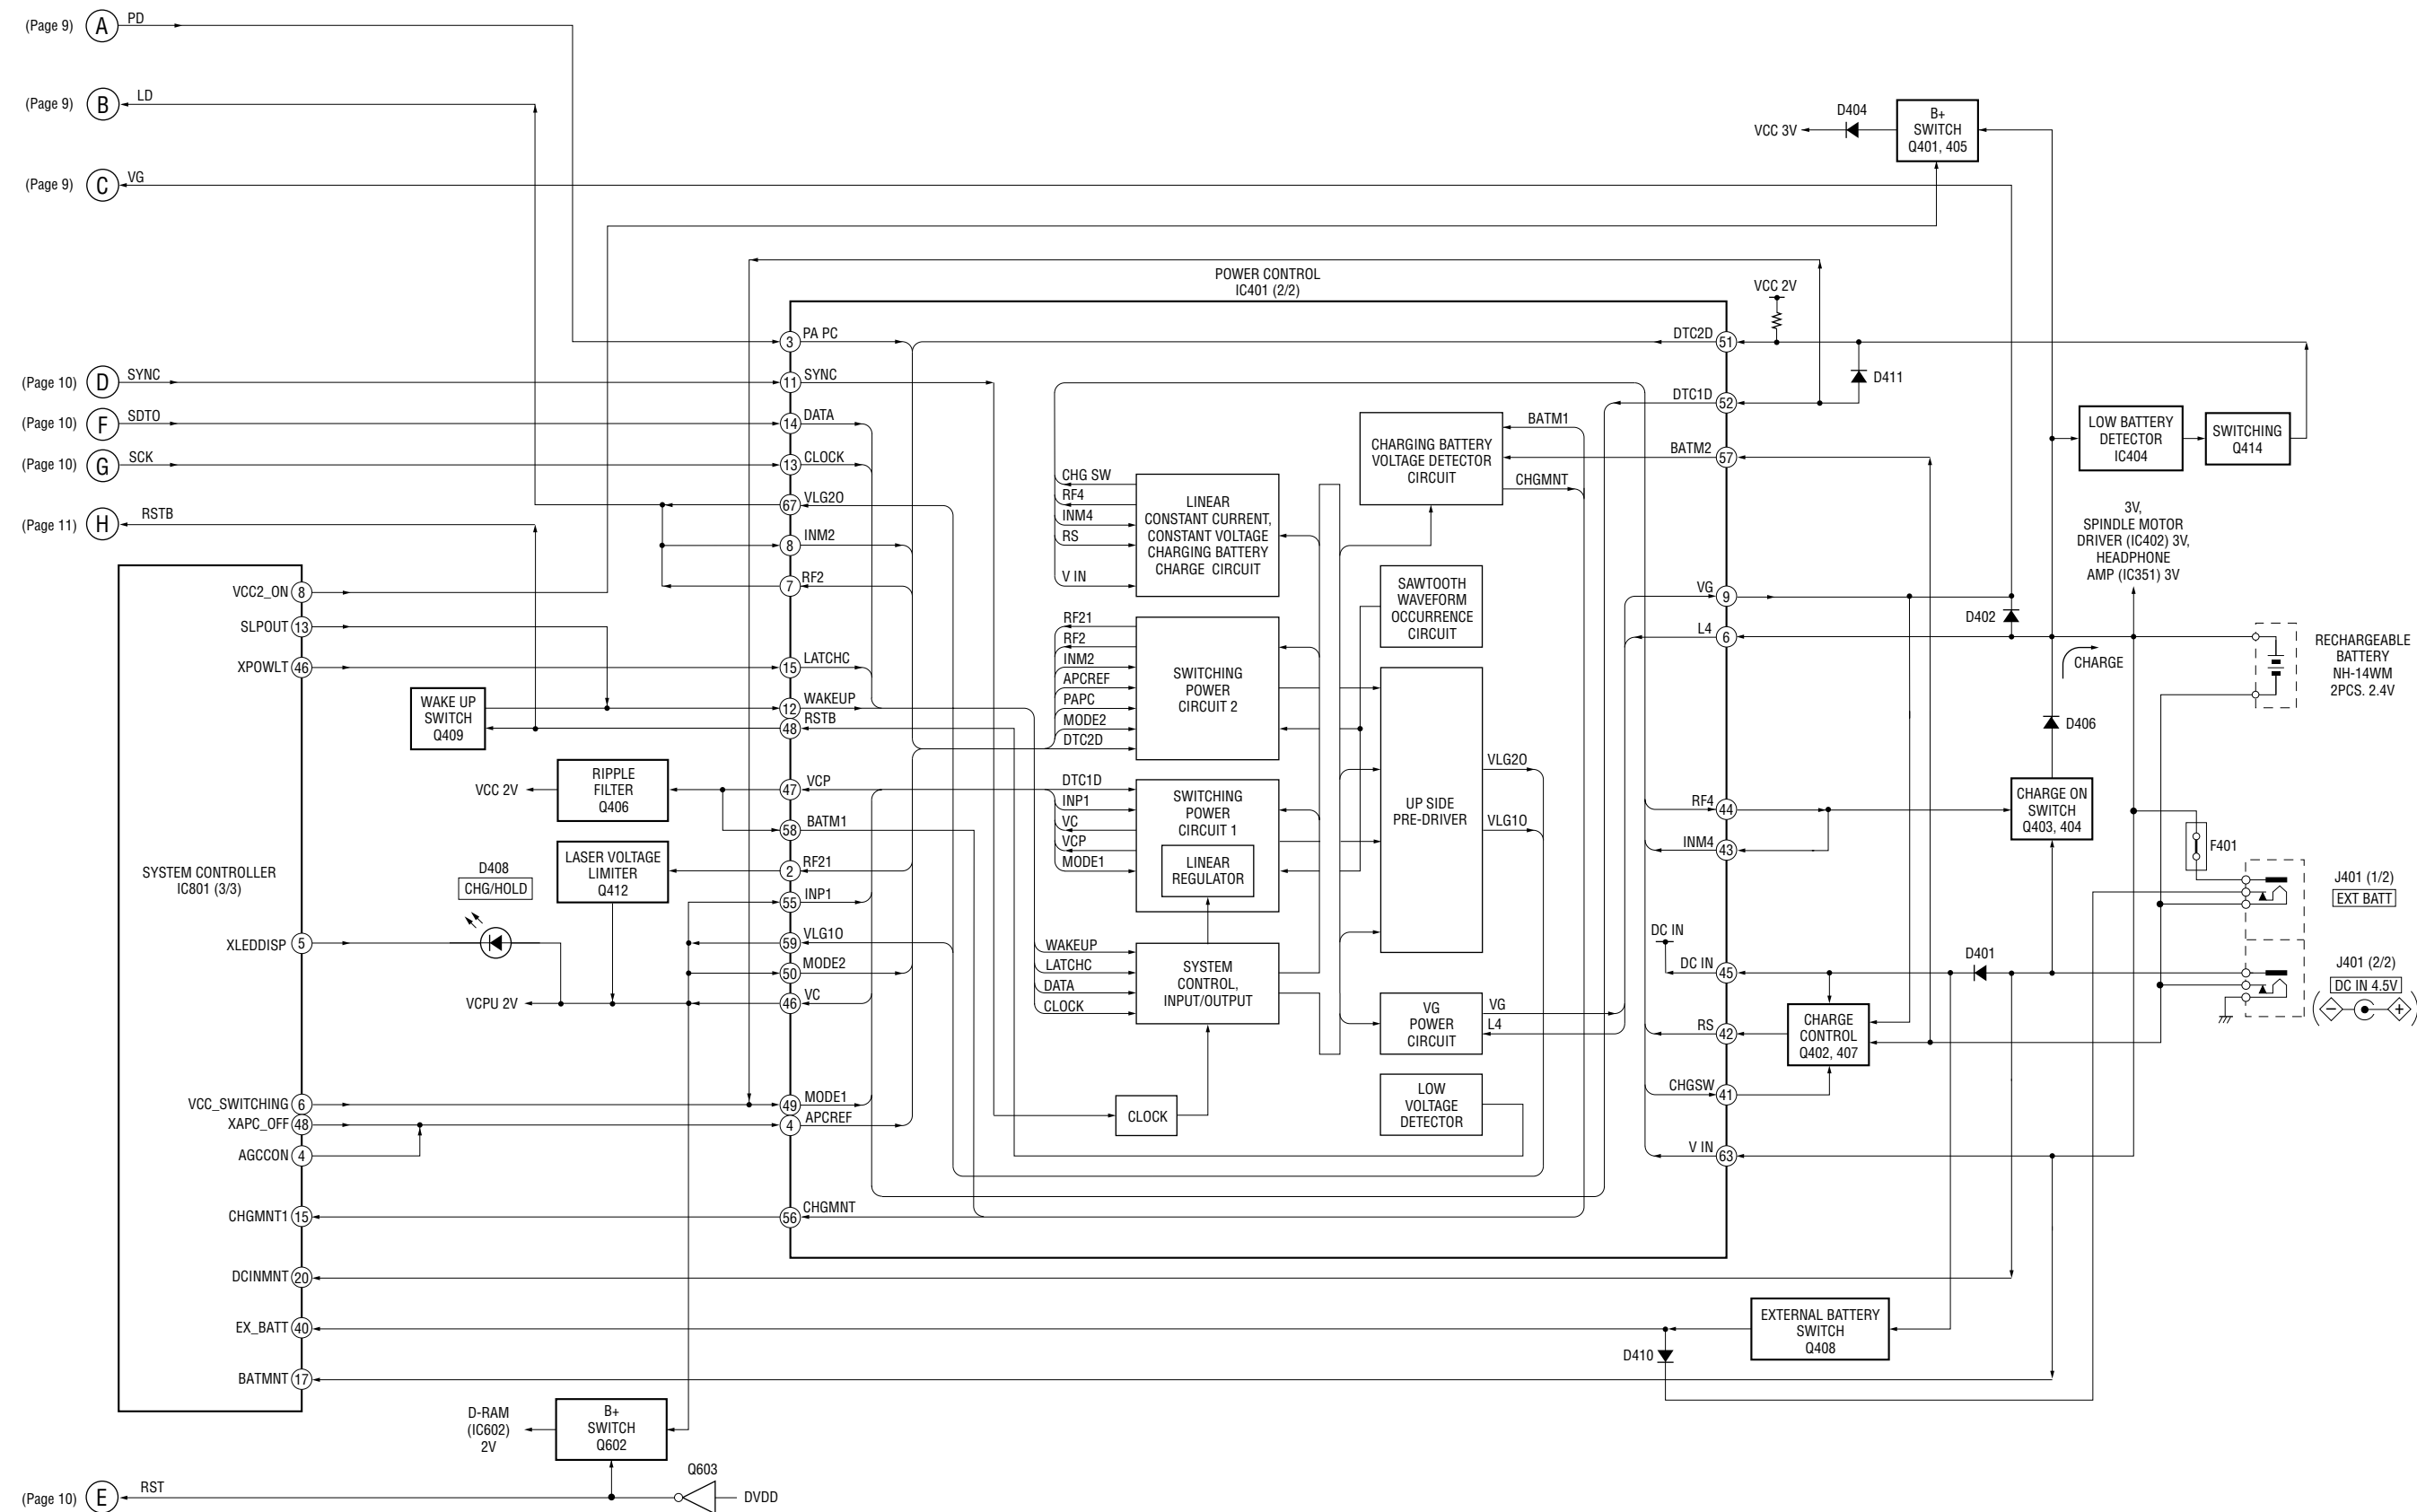 (Page 9) A PD
(Page 9) B LD
(Page 9) C VG
(Page 10) D SYNC
(Page 10) F SDTO
(Page 10) G SCK
(Page 11) H RSTB
D404
VCC 3V
B+
SWITCH
Q401, 405
POWER CONTROL
IC401 (2/2)
VCC 2V
3 PA PC
11 SYNC
14 DATA
13 CLOCK
67 VLG2O
8 INM2
7 RF2
15 LATCHC
12 WAKEUP
48 RSTB
47 VCP
58 BATM1
2 RF21
55 INP1
59 VLG1O
50 MODE2
46 VC
49 MODE1
4 APCREF
56 CHGMNT
DTC2D 51
DTC1D 52
BATM2 57
VG 9
L4 6
RF4 44
INM4 43
DC IN 45
RS 42
CHGSW 41
V IN 63
SYSTEM CONTROLLER
IC801 (3/3)
VCC2_ON 8
SLPOUT 13
XPOWLT 46
XLEDDISP 5
VCC_SWITCHING 6
XAPC_OFF 48
AGCCON 4
CHGMNT1 15
DCINMNT 20
EX_BATT 40
BATMNT 17
WAKE UP
SWITCH
Q409
RIPPLE
FILTER
Q406
VCC 2V
LASER VOLTAGE
LIMITER
Q412
D408
CHG/HOLD
VCPU 2V
CHG SW
RF4
INM4
RS
V IN
LINEAR
CONSTANT CURRENT,
CONSTANT VOLTAGE
CHARGING BATTERY
CHARGE CIRCUIT
RF21
RF2
INM2
APCREF
PAPC
MODE2
DTC2D
SWITCHING
POWER
CIRCUIT 2
DTC1D
INP1
VC
VCP
MODE1
SWITCHING
POWER
CIRCUIT 1
LINEAR
REGULATOR
WAKEUP
LATCHC
DATA
CLOCK
SYSTEM
CONTROL,
INPUT/OUTPUT
CLOCK
CHARGING BATTERY
VOLTAGE DETECTOR
CIRCUIT
BATM1
CHGMNT
SAWTOOTH
WAVEFORM
OCCURRENCE
CIRCUIT
UP SIDE
PRE-DRIVER
VLG2O
VLG1O
VG
POWER
CIRCUIT
VG
L4
LOW
VOLTAGE
DETECTOR
D411
LOW BATTERY
DETECTOR
IC404
SWITCHING
Q414
3V,
SPINDLE MOTOR
DRIVER (IC402) 3V,
HEADPHONE
AMP (IC351) 3V
D402
CHARGE
RECHARGEABLE
BATTERY
NH-14WM
2PCS. 2.4V
D406
CHARGE ON
SWITCH
Q403, 404
F401
J401 (1/2)
EXT BATT
DC IN
D401
J401 (2/2)
DC IN 4.5V
CHARGE
CONTROL
Q402, 407
EXTERNAL BATTERY
SWITCH
Q408
D410
D-RAM
(IC602)
2V
B+
SWITCH
Q602
Q603
DVDD
(Page 10) E RST